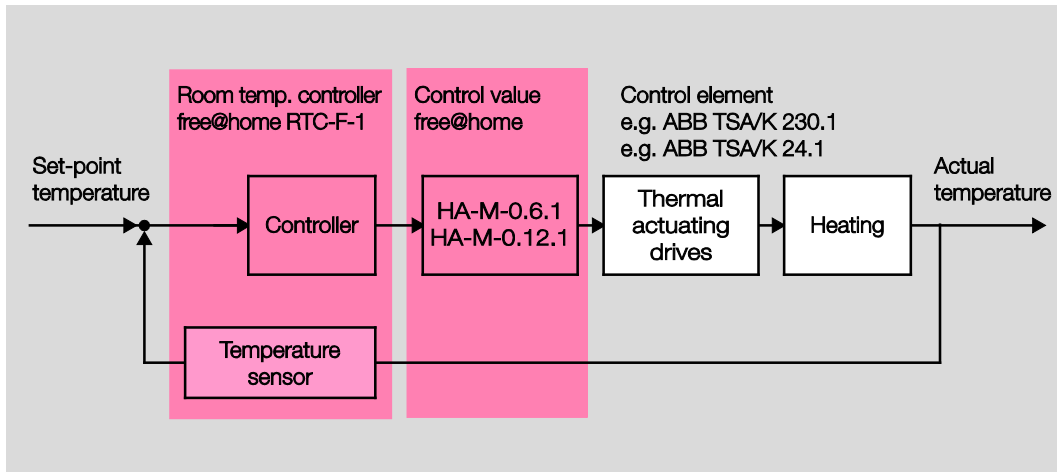 Room temp. controller
free@home RTC-F-1
Control value
free@home
Control element
e.g. ABB TSA/K 230.1
e.g. ABB TSA/K 24.1
Set-point
temperature
Actual
temperature
Controller
HA-M-0.6.1
HA-M-0.12.1
Thermal
actuating
drives
Heating
Temperature
sensor